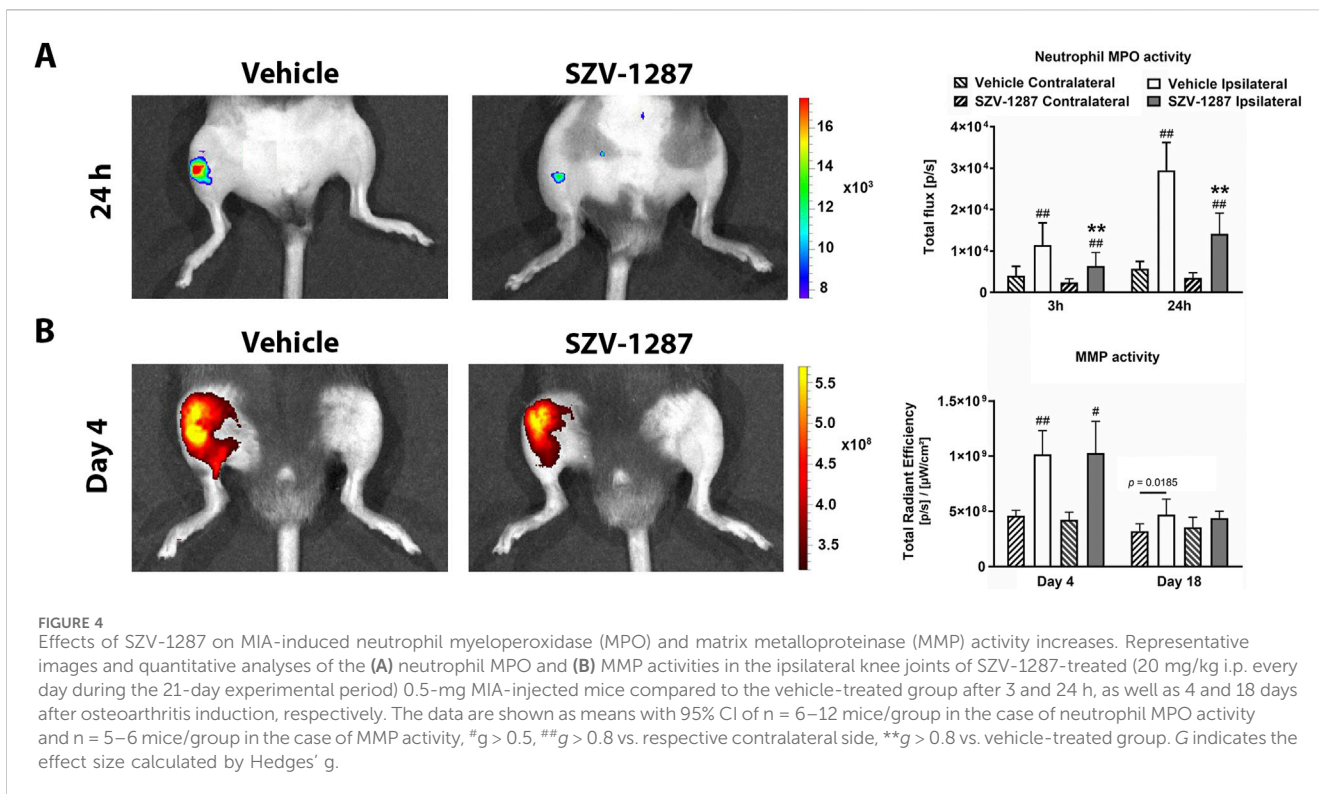 A
Vehicle
SZV-1287
24 h
16
14
x10³
12
10
8
Neutrophil MPO activity
Vehicle Contralateral
Vehicle Ipsilateral
SZV-1287 Contralateral
SZV-1287 Ipsilateral
Total flux [p/s]
4×10⁴
3×10⁴
2×10⁴
1×10⁴
0
##
**
##
##
**
##
3h
24h
B
Vehicle
SZV-1287
Day 4
5.5
5.0
x10⁸
4.5
4.0
3.5
MMP activity
Total Radiant Efficiency
[p/s] / [µW/cm²]
1.5×10⁹
1×10⁹
5×10⁸
0
##
#
p = 0.0185
Day 4
Day 18
FIGURE 4
Effects of SZV-1287 on MIA-induced neutrophil myeloperoxidase (MPO) and matrix metalloproteinase (MMP) activity increases. Representative
images and quantitative analyses of the (A) neutrophil MPO and (B) MMP activities in the ipsilateral knee joints of SZV-1287-treated (20 mg/kg i.p. every
day during the 21-day experimental period) 0.5-mg MIA-injected mice compared to the vehicle-treated group after 3 and 24 h, as well as 4 and 18 days
after osteoarthritis induction, respectively. The data are shown as means with 95% CI of n = 6–12 mice/group in the case of neutrophil MPO activity
and n = 5–6 mice/group in the case of MMP activity, #g > 0.5, ##g > 0.8 vs. respective contralateral side, **g > 0.8 vs. vehicle-treated group. G indicates the
effect size calculated by Hedges' g.